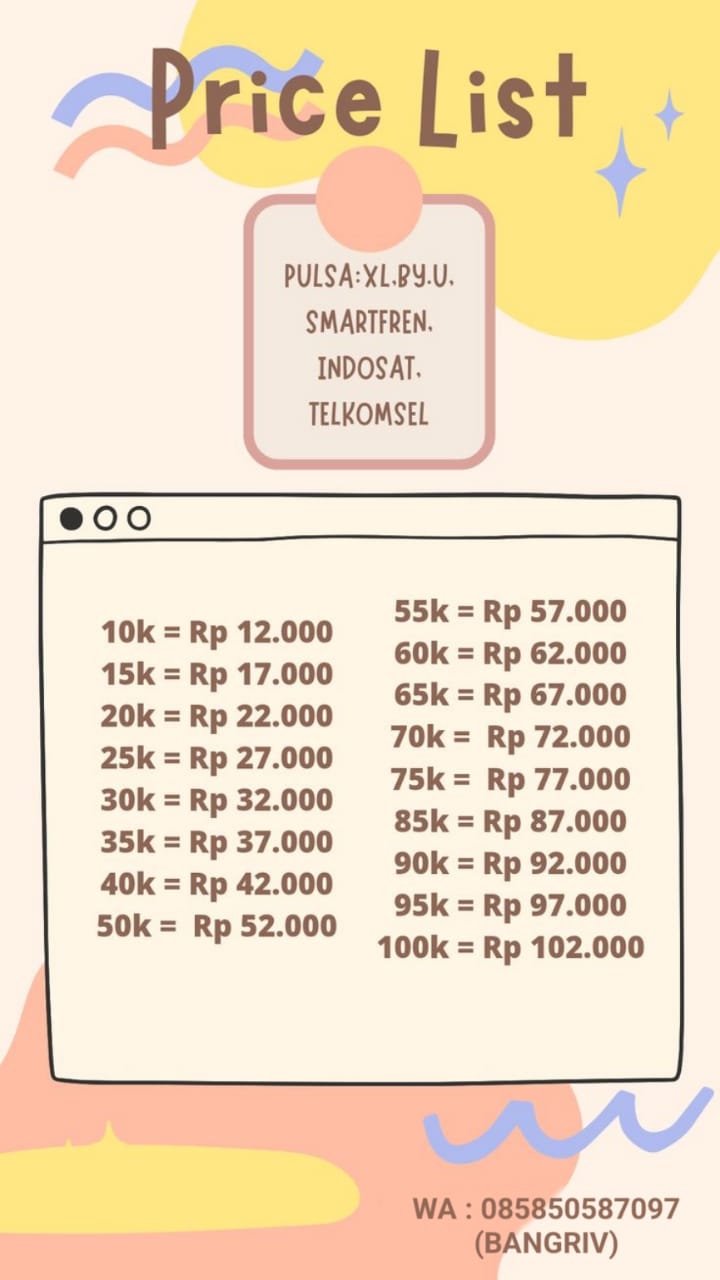 Price List
PULSA:XL,BY.U,
SMARTFREN,
INDOSAT,
TELKOMSEL
10k = Rp 12.000
15k = Rp 17.000
20k = Rp 22.000
25k = Rp 27.000
30k = Rp 32.000
35k = Rp 37.000
40k = Rp 42.000
50k =  Rp 52.000
55k = Rp 57.000
60k = Rp 62.000
65k = Rp 67.000
70k =  Rp 72.000
75k =  Rp 77.000
85k = Rp 87.000
90k = Rp 92.000
95k = Rp 97.000
100k = Rp 102.000
WA : 085850587097
(BANGRIV)